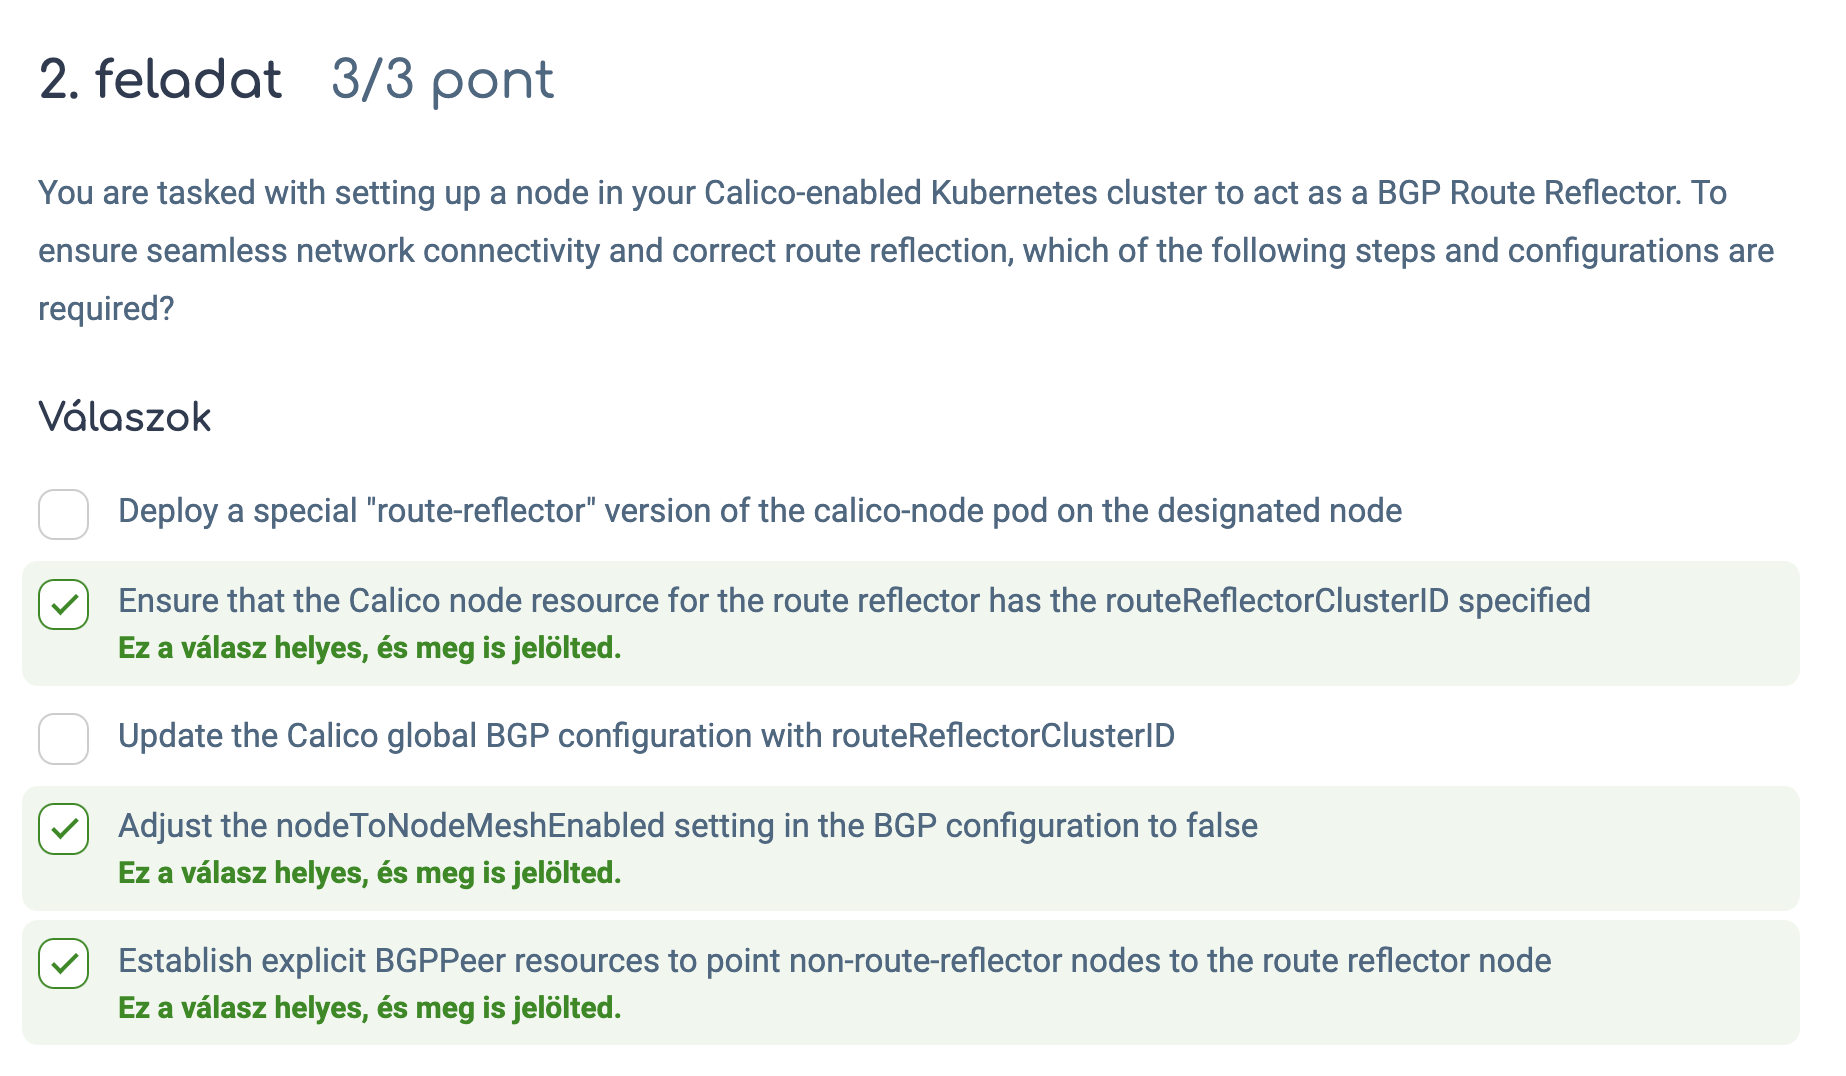 2. feladat 3/3 pont
You are tasked with setting up a node in your Calico-enabled Kubernetes cluster to act as a BGP Route Reflector. To
ensure seamless network connectivity and correct route reflection, which of the following steps and configurations are
required?
Válaszok
Deploy a special "route-reflector" version of the calico-node pod on the designated node
Ensure that the Calico node resource for the route reflector has the routeReflectorClusterID specified
Ez a válasz helyes, és meg is jelölted.
Update the Calico global BGP configuration with routeReflectorClusterID
Adjust the nodeToNodeMeshEnabled setting in the BGP configuration to false
Ez a válasz helyes, és meg is jelölted.
Establish explicit BGPPeer resources to point non-route-reflector nodes to the route reflector node
Ez a válasz helyes, és meg is jelölted.